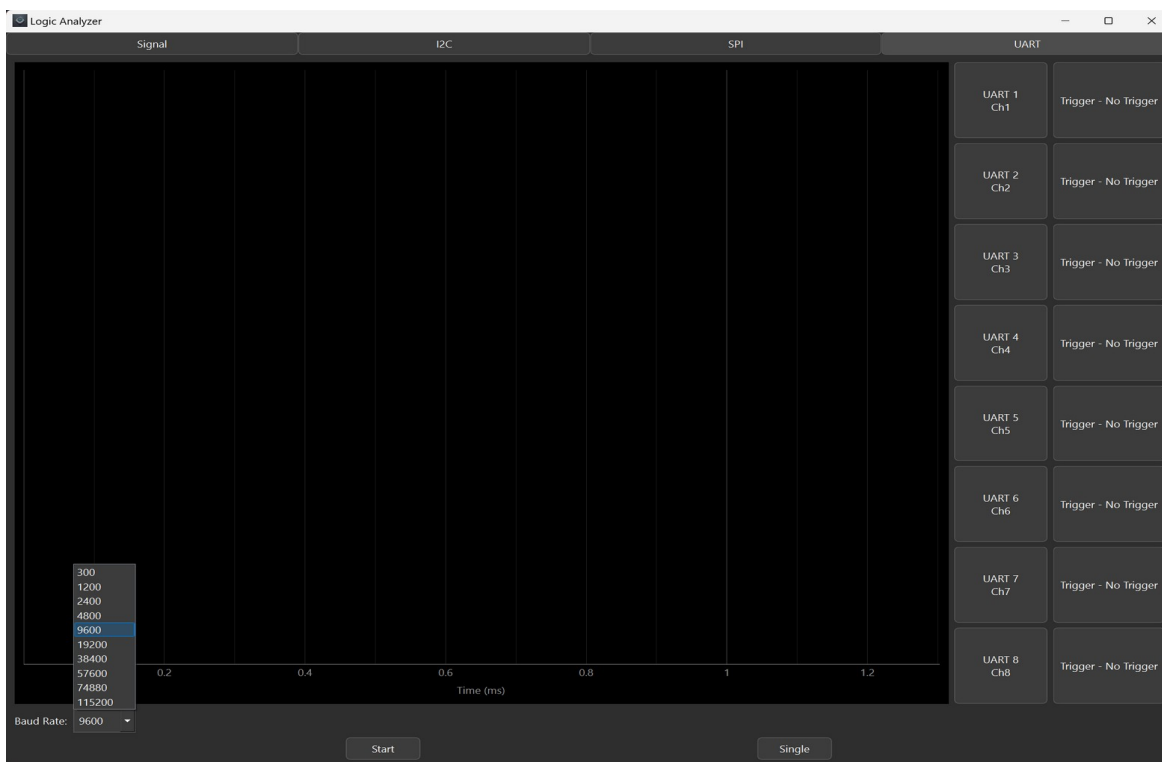 Logic Analyzer
Signal
I2C
SPI
UART
UART 1
Ch1
Trigger - No Trigger
UART 2
Ch2
Trigger - No Trigger
UART 3
Ch3
Trigger - No Trigger
UART 4
Ch4
Trigger - No Trigger
UART 5
Ch5
Trigger - No Trigger
UART 6
Ch6
Trigger - No Trigger
UART 7
Ch7
Trigger - No Trigger
UART 8
Ch8
Trigger - No Trigger
300
1200
2400
4800
9600
19200
38400
57600
74880
115200
0.2
0.4
0.6
0.8
1
1.2
Time (ms)
Baud Rate: 9600
Start
Single